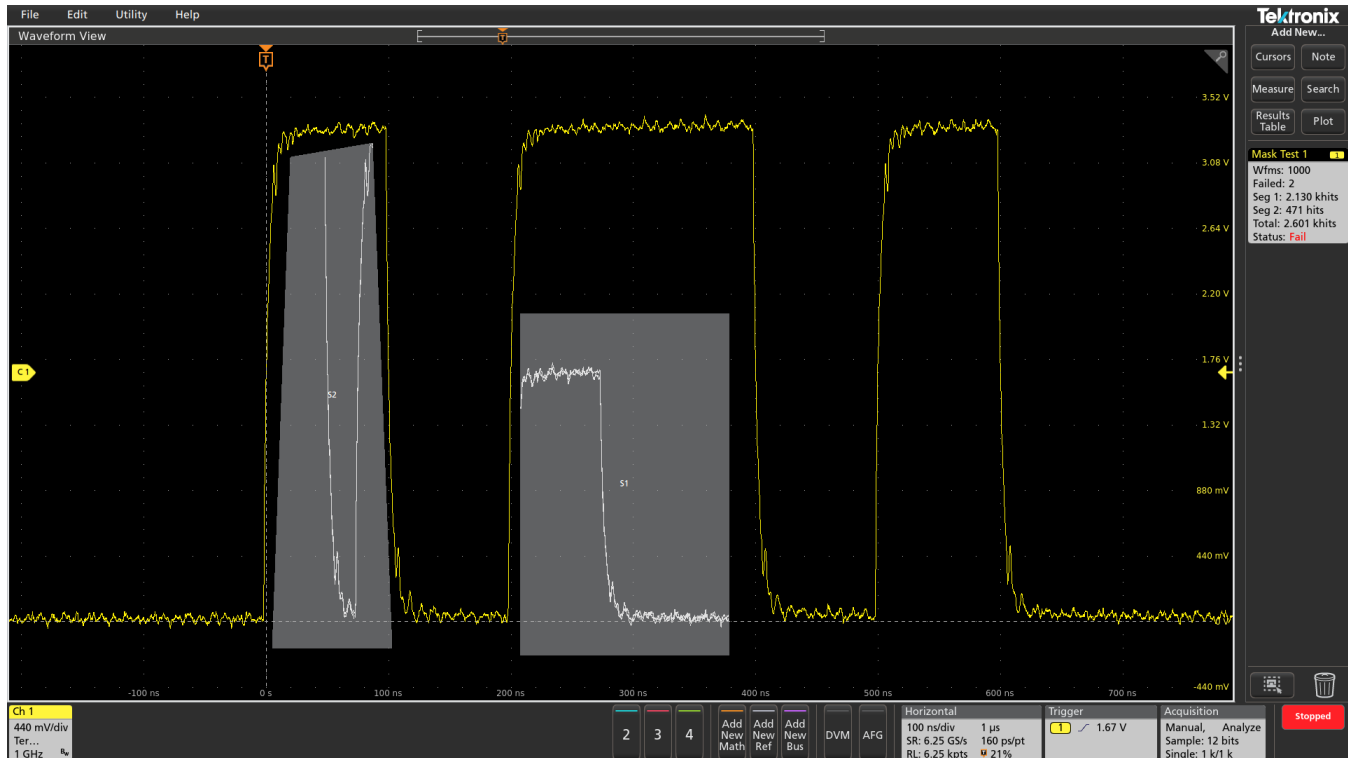 File Edit Utility Help
Tektronix
Waveform View
Add New...
T
T
Cursors Note
Measure Search
Results Table Plot
3.52 V
3.08 V
2.64 V
2.20 V
1.76 V
1.32 V
880 mV
440 mV
0 V
-440 mV
C1
S2
S1
Mask Test 1 1
Wfms: 1000
Failed: 2
Seg 1: 2.130 khits
Seg 2: 471 hits
Total: 2.601 khits
Status: Fail
-100 ns 0 s 100 ns 200 ns 300 ns 400 ns 500 ns 600 ns 700 ns
Ch 1
440 mV/div
Ter...
1 GHz Bw
2 3 4
Add New Math
Add New Ref
Add New Bus
DVM AFG
Horizontal
100 ns/div 1 µs
SR: 6.25 GS/s 160 ps/pt
RL: 6.25 kpts T 21%
Trigger
1 1.67 V
Acquisition
Manual, Analyze
Sample: 12 bits
Single: 1 k/1 k
Stopped